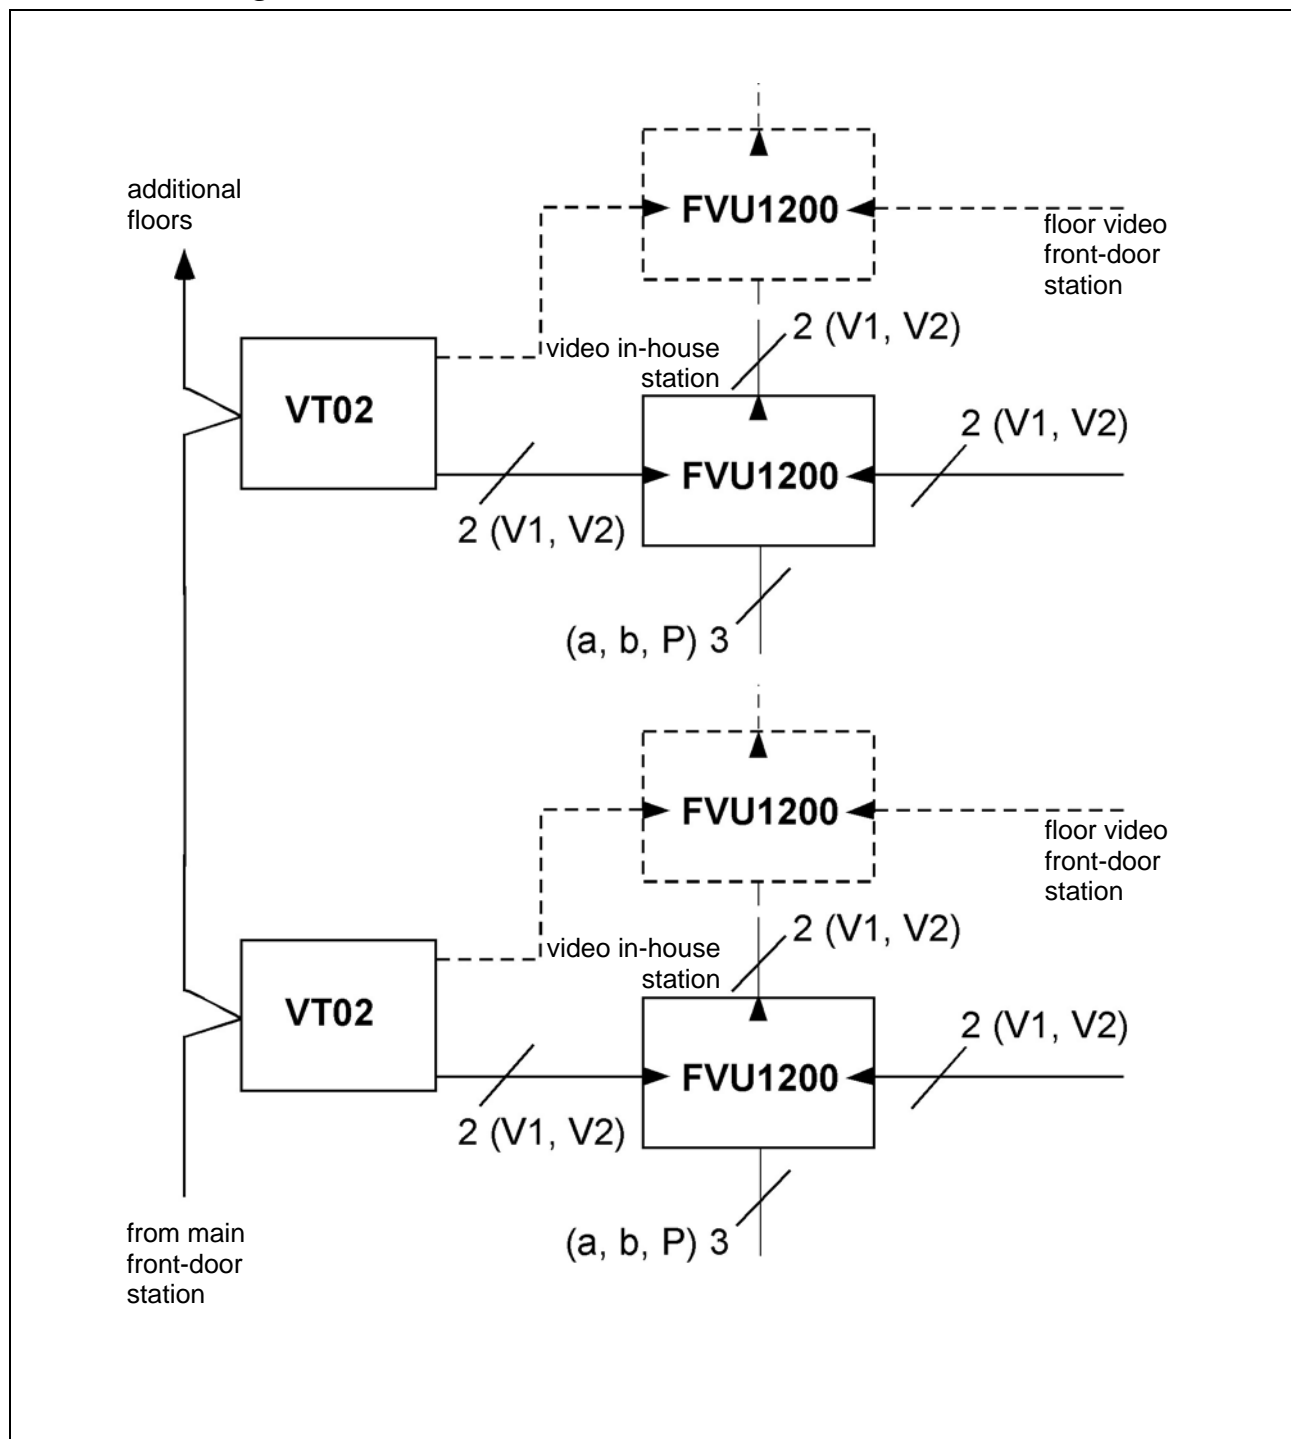 additional
floors
FVU1200
floor video
front-door
station
2 (V1, V2)
video in-house
station
VT02
2 (V1, V2)
FVU1200
2 (V1, V2)
(a, b, P) 3
FVU1200
floor video
front-door
station
2 (V1, V2)
video in-house
station
VT02
2 (V1, V2)
FVU1200
2 (V1, V2)
(a, b, P) 3
from main
front-door
station